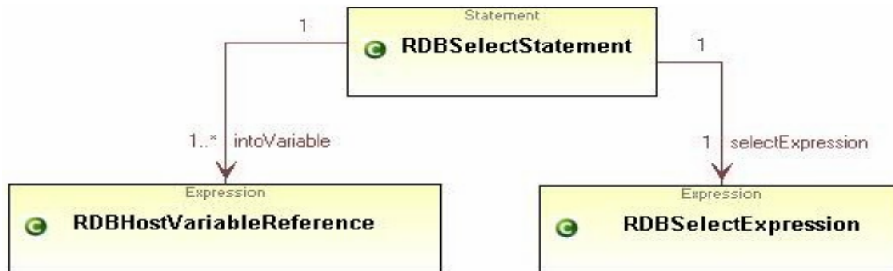 Statement
RDBSelectStatement
1
1
1..* intoVariable
1 selectExpression
Expression
RDBHostVariableReference
Expression
RDBSelectExpression